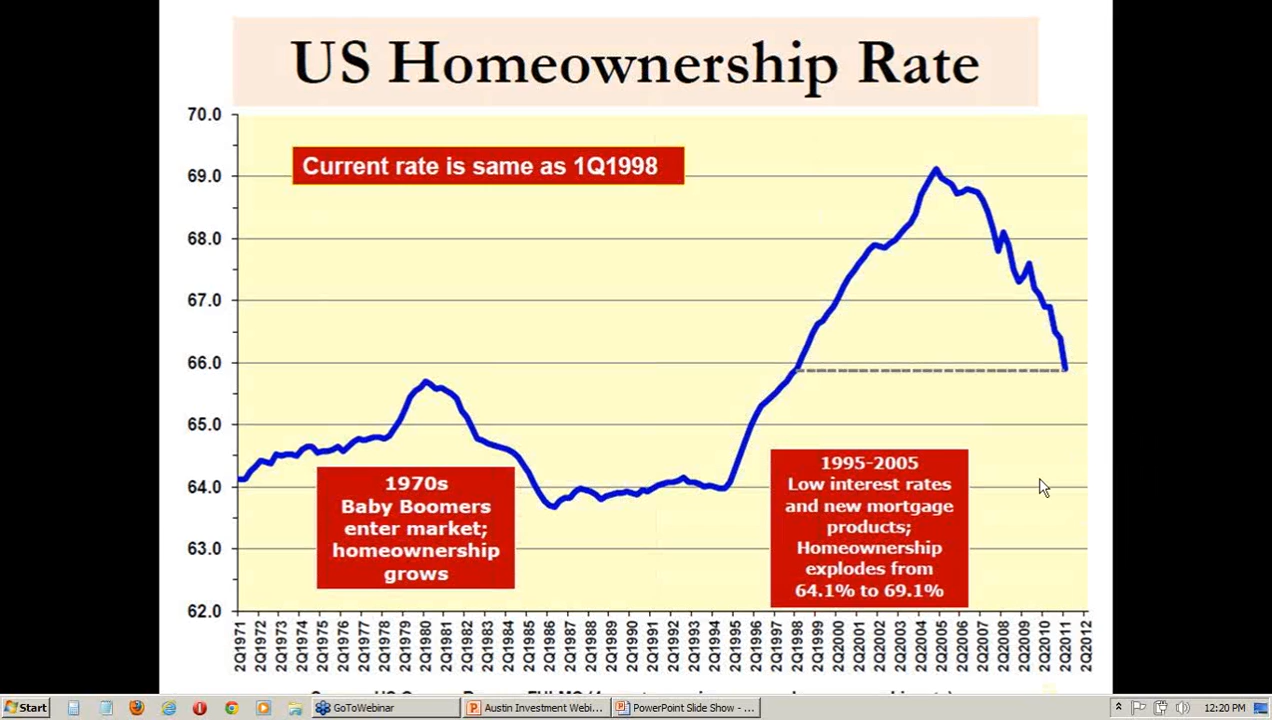 US Homeownership Rate
70.0
69.0
68.0
67.0
66.0
65.0
64.0
63.0
62.0
Current rate is same as 1Q1998
1970s
Baby Boomers
enter market;
homeownership
grows
1995-2005
Low interest rates
and new mortgage
products;
Homeownership
explodes from
64.1% to 69.1%
2Q1971
2Q1972
2Q1973
2Q1974
2Q1975
2Q1976
2Q1977
2Q1978
2Q1979
2Q1980
2Q1981
2Q1982
2Q1983
2Q1984
2Q1985
2Q1986
2Q1987
2Q1988
2Q1989
2Q1990
2Q1991
2Q1992
2Q1993
2Q1994
2Q1995
2Q1996
2Q1997
2Q1998
2Q1999
2Q2000
2Q2001
2Q2002
2Q2003
2Q2004
2Q2005
2Q2006
2Q2007
2Q2008
2Q2009
2Q2010
2Q2011
2Q2012
Start
GoToWebinar
Austin Investment Webi...
PowerPoint Slide Show - ...
12:20 PM